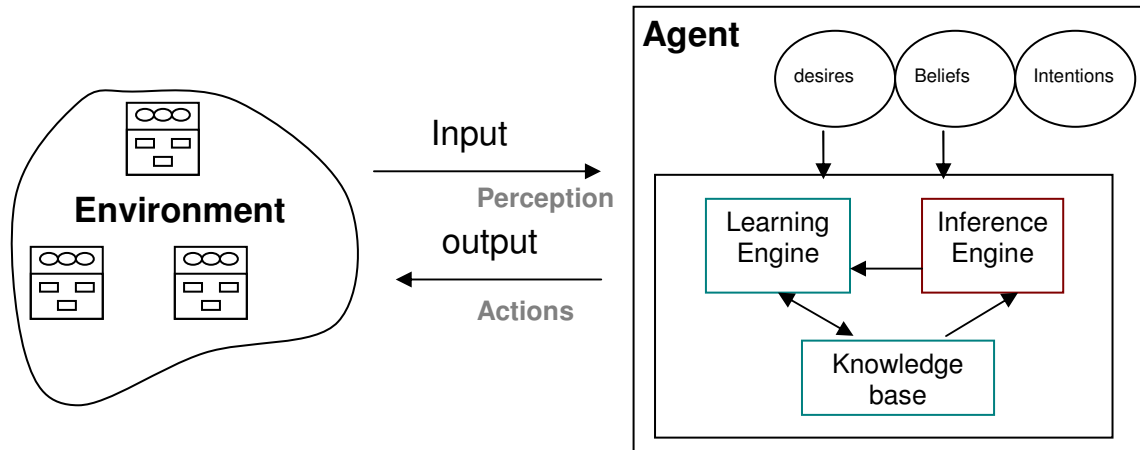 Agent
desires
Beliefs
Intentions
Input
Perception
Environment
output
Actions
Learning
Engine
Inference
Engine
Knowledge
base